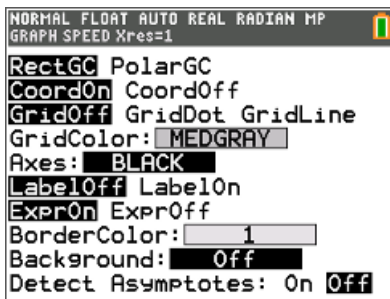 NORMAL FLOAT AUTO REAL RADIAN MP
GRAPH SPEED Xres=1
RectGC PolarGC
CoordOn CoordOff
GridOff GridDot GridLine
GridColor: MEDGRAY
Axes: BLACK
LabelOff LabelOn
ExprOn ExprOff
BorderColor: 1
Background: Off
Detect Asymptotes: On Off